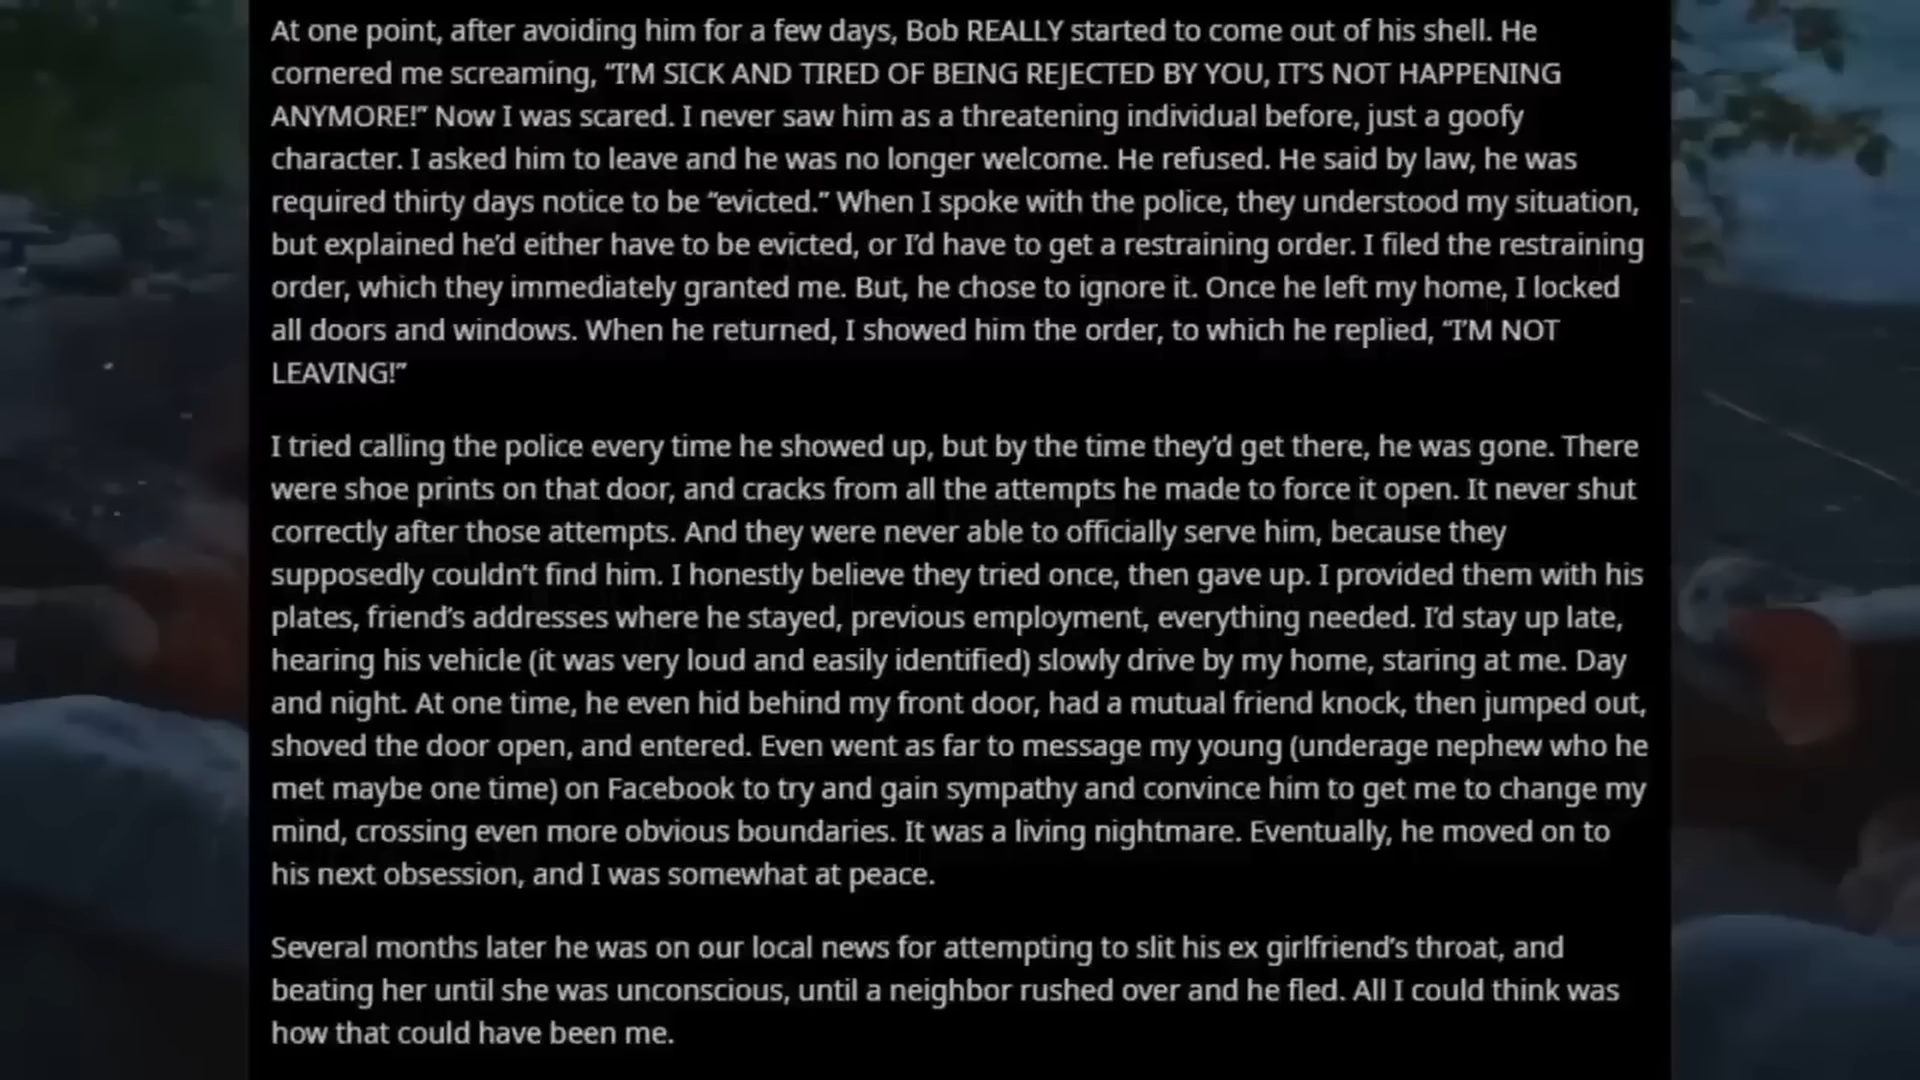 At one point, after avoiding him for a few days, Bob REALLY started to come out of his shell. He
cornered me screaming, “I’M SICK AND TIRED OF BEING REJECTED BY YOU, IT’S NOT HAPPENING
ANYMORE!” Now I was scared. I never saw him as a threatening individual before, just a goofy
character. I asked him to leave and he was no longer welcome. He refused. He said by law, he was
required thirty days notice to be “evicted.” When I spoke with the police, they understood my situation,
but explained he’d either have to be evicted, or I’d have to get a restraining order. I filed the restraining
order, which they immediately granted me. But, he chose to ignore it. Once he left my home, I locked
all doors and windows. When he returned, I showed him the order, to which he replied, “I’M NOT
LEAVING!”
I tried calling the police every time he showed up, but by the time they’d get there, he was gone. There
were shoe prints on that door, and cracks from all the attempts he made to force it open. It never shut
correctly after those attempts. And they were never able to officially serve him, because they
supposedly couldn’t find him. I honestly believe they tried once, then gave up. I provided them with his
plates, friend’s addresses where he stayed, previous employment, everything needed. I’d stay up late,
hearing his vehicle (it was very loud and easily identified) slowly drive by my home, staring at me. Day
and night. At one time, he even hid behind my front door, had a mutual friend knock, then jumped out,
shoved the door open, and entered. Even went as far to message my young (underage nephew who he
met maybe one time) on Facebook to try and gain sympathy and convince him to get me to change my
mind, crossing even more obvious boundaries. It was a living nightmare. Eventually, he moved on to
his next obsession, and I was somewhat at peace.
Several months later he was on our local news for attempting to slit his ex girlfriend’s throat, and
beating her until she was unconscious, until a neighbor rushed over and he fled. All I could think was
how that could have been me.